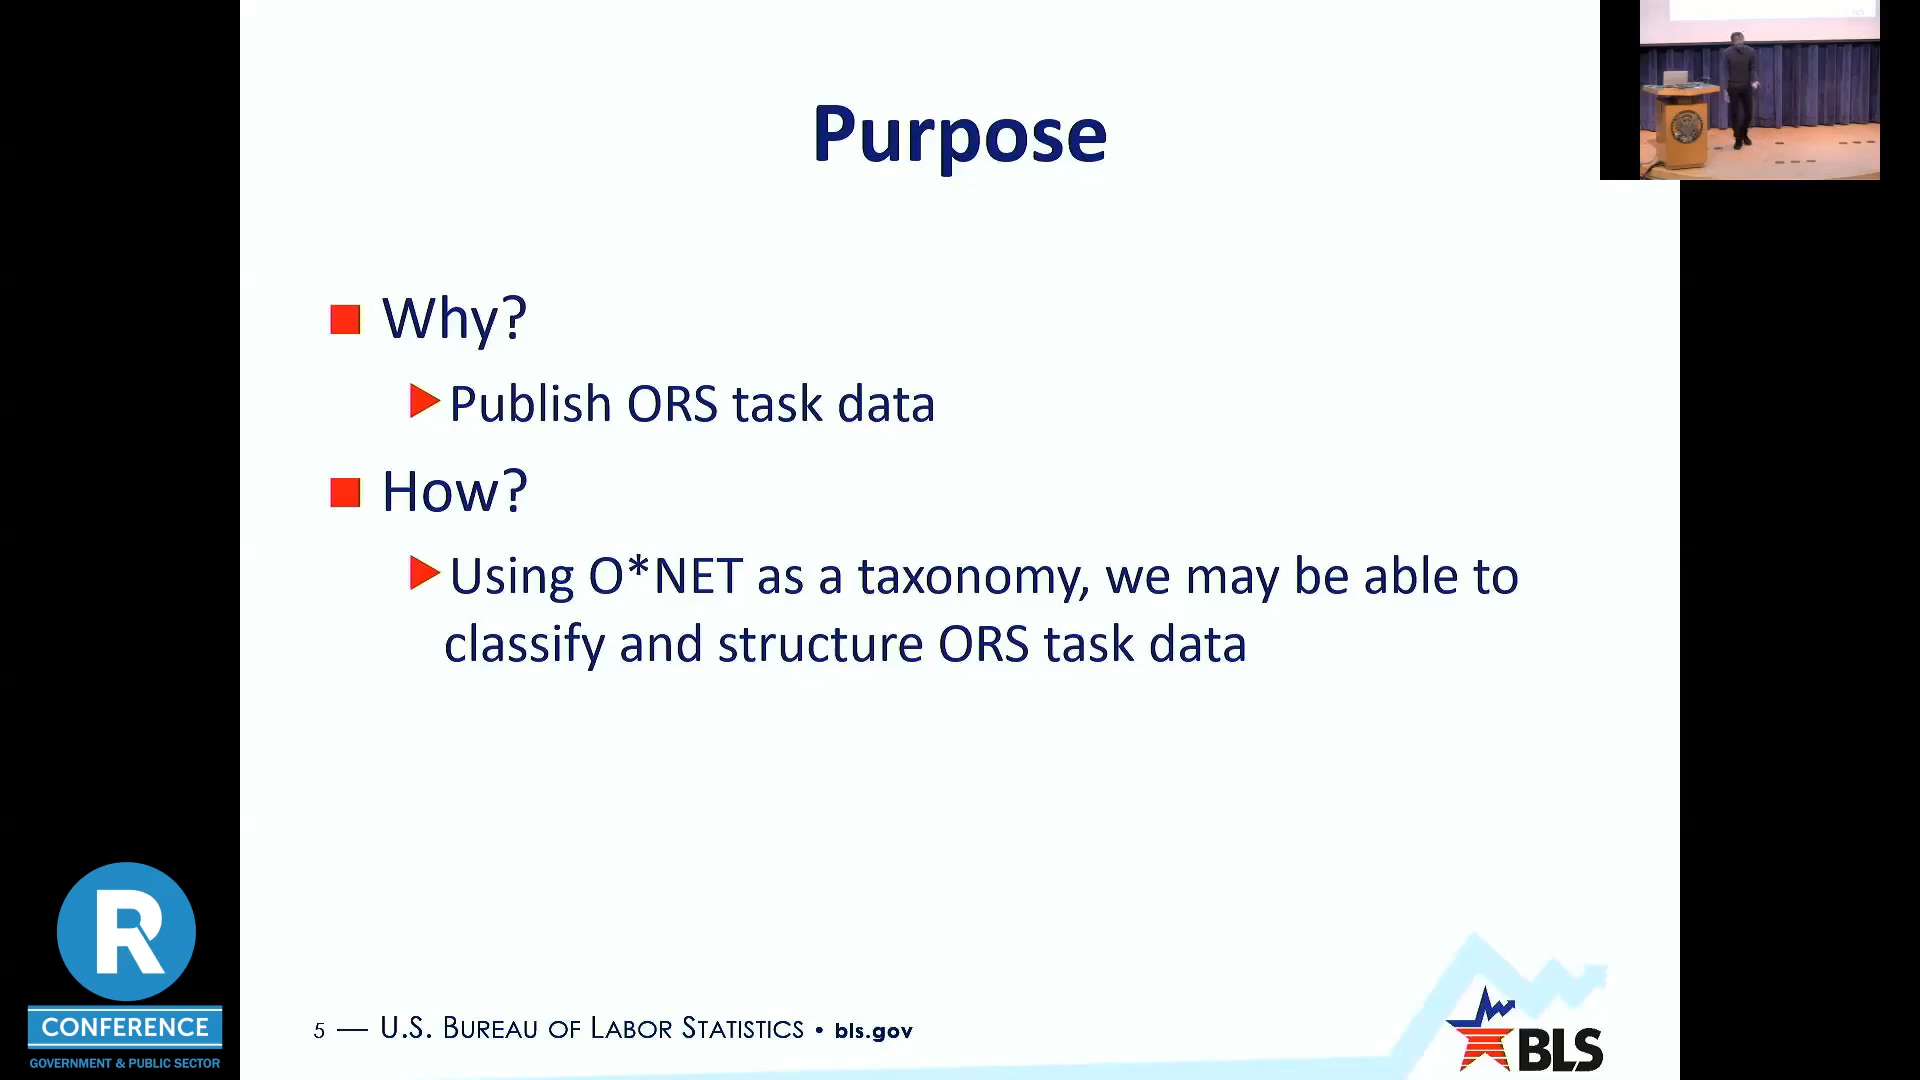 Purpose
Why?
Publish ORS task data
How?
Using O*NET as a taxonomy, we may be able to
classify and structure ORS task data
5 — U.S. BUREAU OF LABOR STATISTICS • bls.gov
BLS
R
CONFERENCE
GOVERNMENT & PUBLIC SECTOR